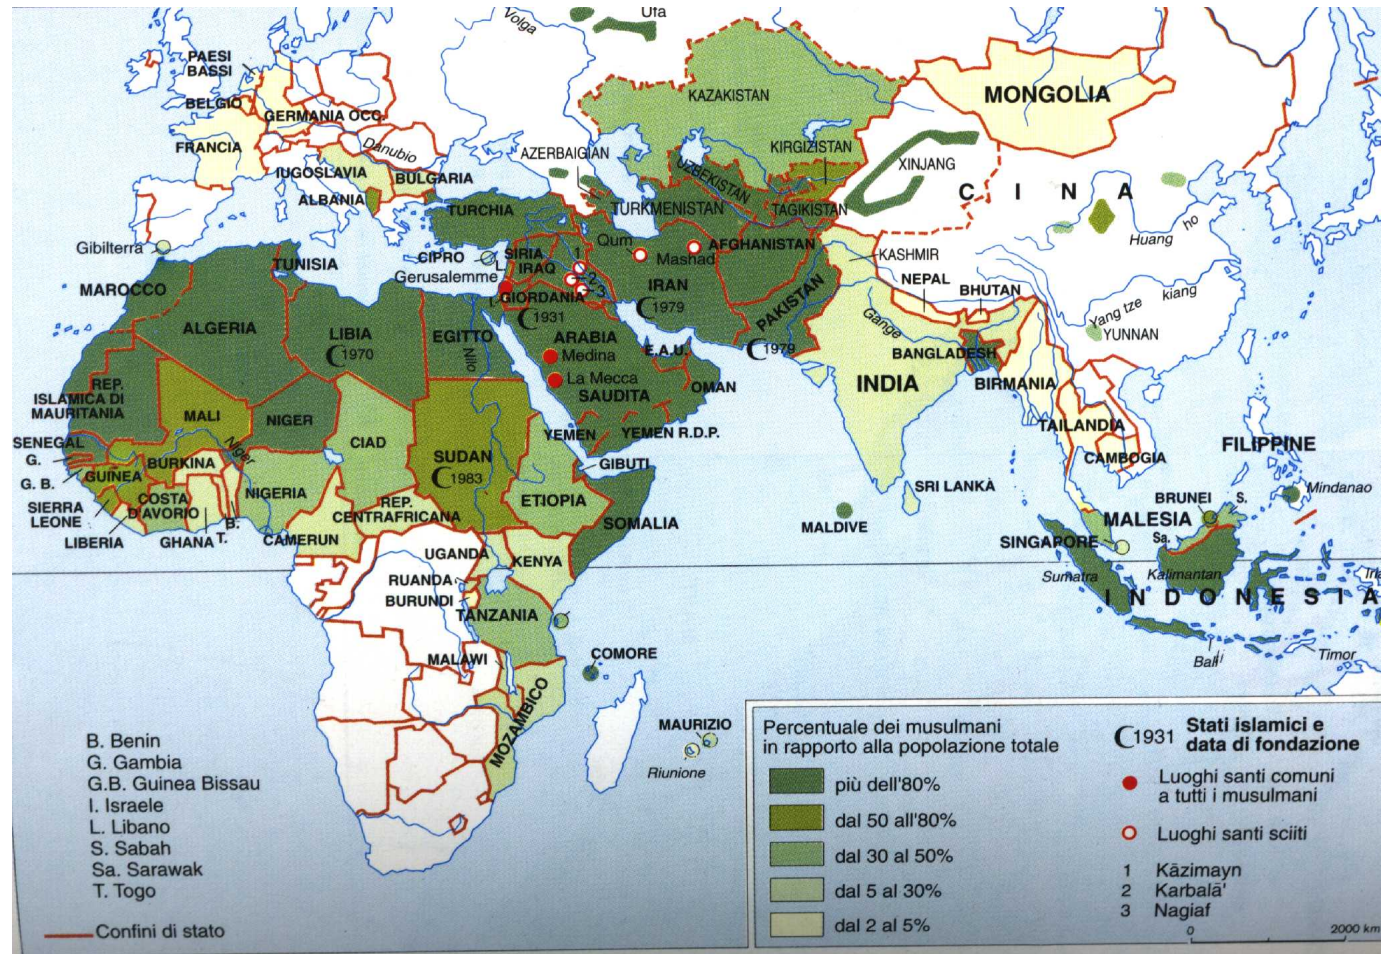 Volga
Ufa
PAESI
BASSI
BELGIO
GERMANIA OCC.
FRANCIA
Danubio
IUGOSLAVIA
BULGARIA
ALBANIA
Gibilterra
KAZAKISTAN
MONGOLIA
AZERBAIGIAN
KIRGIZISTAN
XINJANG
UZBEKISTAN
TURKMENISTAN
TAGIKISTAN
CINA
Huang ho
Yang tze kiang
YUNNAN
TURCHIA
CIPRO
SIRIA
L.
IRAQ
Gerusalemme
I.
GIORDANIA
1931
1
2
3
Qum
Mashad
AFGHANISTAN
IRAN
1979
PAKISTAN
1979
KASHMIR
NEPAL
BHUTAN
Gange
BANGLADESH
INDIA
BIRMANIA
TAILANDIA
CAMBOGIA
SRI LANKÀ
MALDIVE
FILIPPINE
Mindanao
BRUNEI
S.
MALESIA
Sa.
SINGAPORE
Sumatra
Kalimantan
INDONESIA
Bali
Timor
MAROCCO
TUNISIA
ALGERIA
LIBIA
1970
EGITTO
Nilo
ARABIA
SAUDITA
Medina
La Mecca
E.A.U.
OMAN
YEMEN
YEMEN R.D.P.
REP.
ISLAMICA DI
MAURITANIA
MALI
NIGER
Niger
CIAD
SUDAN
1983
GIBUTI
ETIOPIA
SOMALIA
SENEGAL
G.
G. B.
GUINEA
BURKINA
SIERRA
LEONE
COSTA
D'AVORIO
LIBERIA
GHANA
T.
B.
NIGERIA
CAMERUN
REP.
CENTRAFRICANA
UGANDA
KENYA
RUANDA
BURUNDI
TANZANIA
MALAWI
MOZAMBICO
COMORE
MAURIZIO
Riunione
B. Benin
G. Gambia
G.B. Guinea Bissau
I. Israele
L. Libano
S. Sabah
Sa. Sarawak
T. Togo
Confini di stato
Percentuale dei musulmani
in rapporto alla popolazione totale
più dell'80%
dal 50 all'80%
dal 30 al 50%
dal 5 al 30%
dal 2 al 5%
1931 Stati islamici e
data di fondazione
Luoghi santi comuni
a tutti i musulmani
Luoghi santi sciiti
1 Kāzimayn
2 Karbalā'
3 Nagiaf
0 2000 km